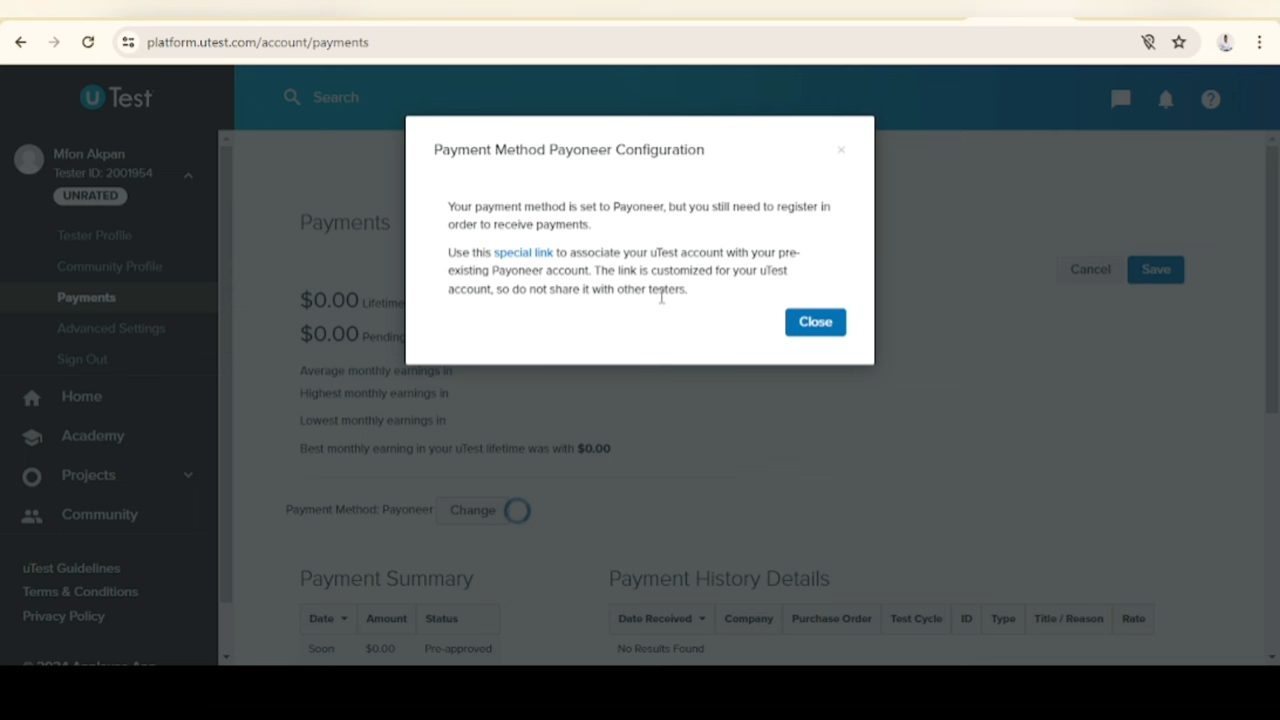 platform.utest.com/account/payments
uTest
Search
Mfon Akpan
Tester ID: 2001954
UNRATED
Tester Profile
Community Profile
Payments
Advanced Settings
Sign Out
Home
Academy
Projects
Community
uTest Guidelines
Terms & Conditions
Privacy Policy
Payment Method Payoneer Configuration
×
Your payment method is set to Payoneer, but you still need to register in
order to receive payments.
Use this special link to associate your uTest account with your pre-
existing Payoneer account. The link is customized for your uTest
account, so do not share it with other testers.
Close
Payments
Cancel
Save
$0.00 Lifetime
$0.00 Pending
Average monthly earnings in
Highest monthly earnings in
Lowest monthly earnings in
Best monthly earning in your uTest lifetime was with $0.00
Payment Method: Payoneer Change
Payment Summary
Date Amount Status
Soon $0.00 Pre-approved
Payment History Details
Date Received Company Purchase Order Test Cycle ID Type Title / Reason Rate
No Results Found